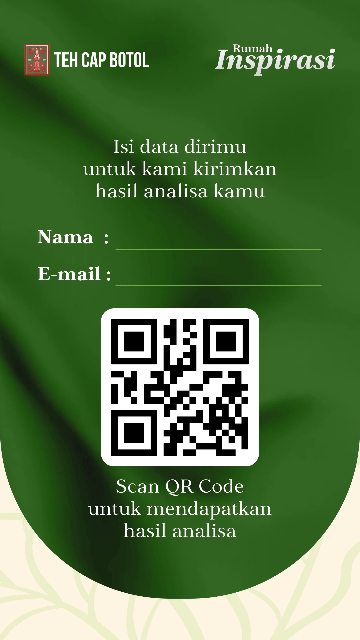 TEH CAP BOTOL
Rumah
Inspirasi
Isi data dirimu
untuk kami kirimkan
hasil analisa kamu
Nama :
E-mail :
Scan QR Code
untuk mendapatkan
hasil analisa